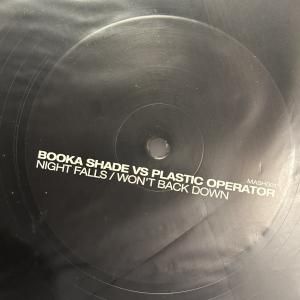 BOOKA SHADE VS PLASTIC OPERATOR
NIGHT FALLS / WON'T BACK DOWN